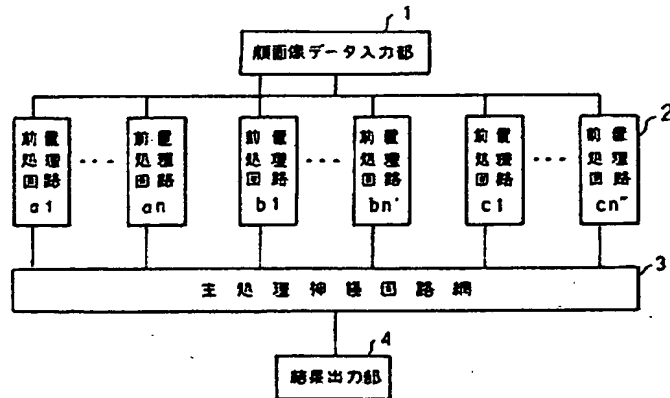 1
顔画像データ入力部
2
前置
処理
回路
a1
...
前置
処理
回路
an
前置
処理
回路
b1
...
前置
処理
回路
bn'
前置
処理
回路
c1
...
前置
処理
回路
cn"
3
主処理神経回路網
4
結果出力部